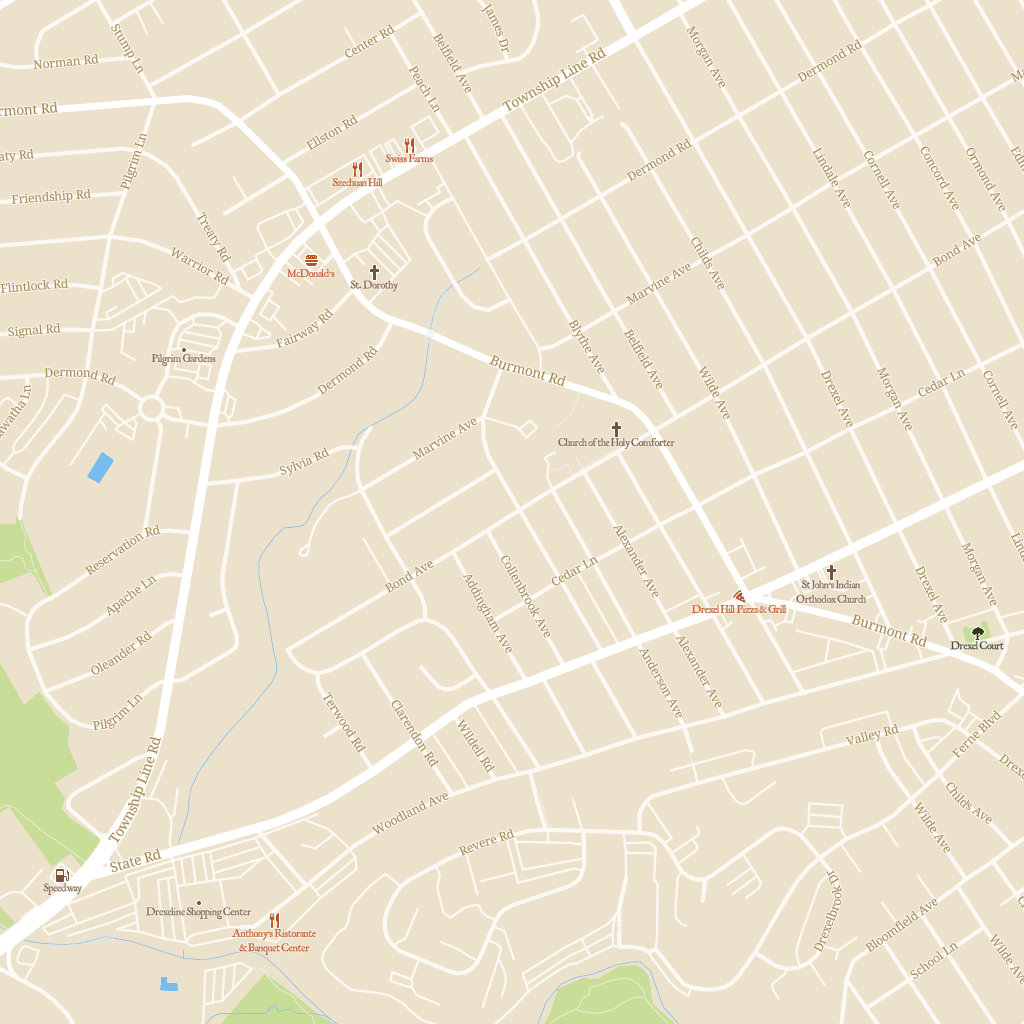 Stump Ln
Center Rd
Belfield Ave
James Dr
Morgan Ave
Dermond Rd
Norman Rd
Peach Ln
Township Line Rd
Ellston Rd
Swiss Farms
Szechuan Hill
Pilgrim Ln
Friendship Rd
Dermond Rd
Lindale Ave
Cornell Ave
Concord Ave
Ormond Ave
Treaty Rd
Warrior Rd
McDonald's
St. Dorothy
Childs Ave
Bond Ave
Marvine Ave
Flintlock Rd
Signal Rd
Fairway Rd
Pilgrim Gardens
Dermond Rd
Dermond Rd
Burmont Rd
Blythe Ave
Belfield Ave
Wilde Ave
Drexel Ave
Morgan Ave
Cedar Ln
Cornell Ave
Marvine Ave
Church of the Holy Comforter
Sylvia Rd
Reservation Rd
Apache Ln
Oleander Rd
Pilgrim Ln
Bond Ave
Addingham Ave
Collenbrook Ave
Cedar Ln
Alexander Ave
Drexel Hill Pizza & Grill
St John's Indian
Orthodox Church
Drexel Ave
Morgan Ave
Burmont Rd
Drexel Court
Anderson Ave
Alexander Ave
Terwood Rd
Clarendon Rd
Wildell Rd
Valley Rd
Ferne Blvd
Township Line Rd
State Rd
Woodland Ave
Revere Rd
Childs Ave
Wilde Ave
Speedway
Drexeline Shopping Center
Anthony's Ristorante
& Banquet Center
Drexelbrook Dr
Bloomfield Ave
School Ln
Wilde Ave